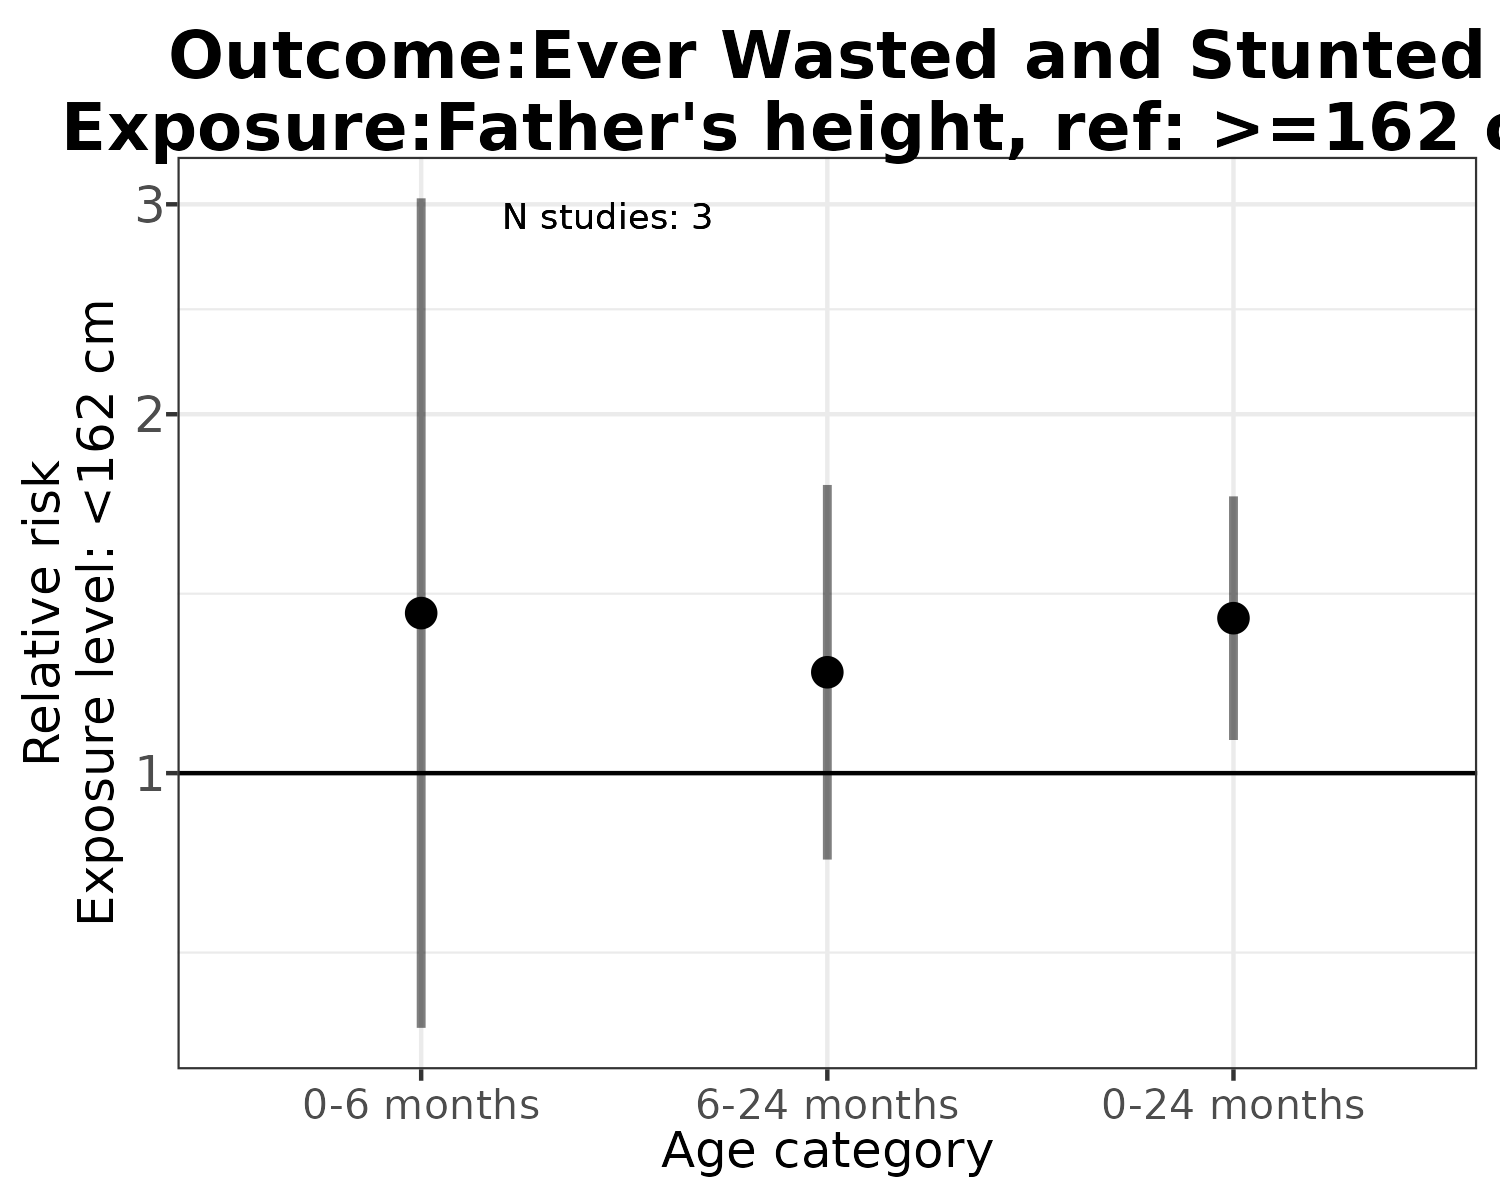 Outcome:Ever Wasted and Stunted
Exposure:Father's height, ref: >=162
N studies: 3
Relative risk
Exposure level: <162 cm
3
2
1
0-6 months
6-24 months
0-24 months
Age category